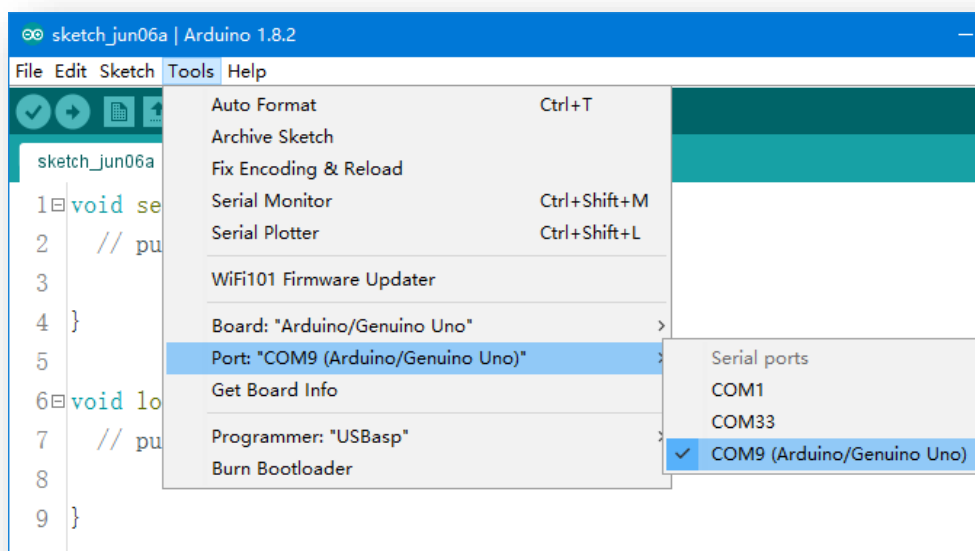 sketch_jun06a | Arduino 1.8.2
File Edit Sketch Tools Help
sketch_jun06a
Auto Format Ctrl+T
Archive Sketch
Fix Encoding & Reload
Serial Monitor Ctrl+Shift+M
Serial Plotter Ctrl+Shift+L
WiFi101 Firmware Updater
Board: "Arduino/Genuino Uno"
Port: "COM9 (Arduino/Genuino Uno)"
Get Board Info
Programmer: "USBasp"
Burn Bootloader
Serial ports
COM1
COM33
COM9 (Arduino/Genuino Uno)
1 void se
2 // pu
3
4 }
5
6 void lo
7 // pu
8
9 }